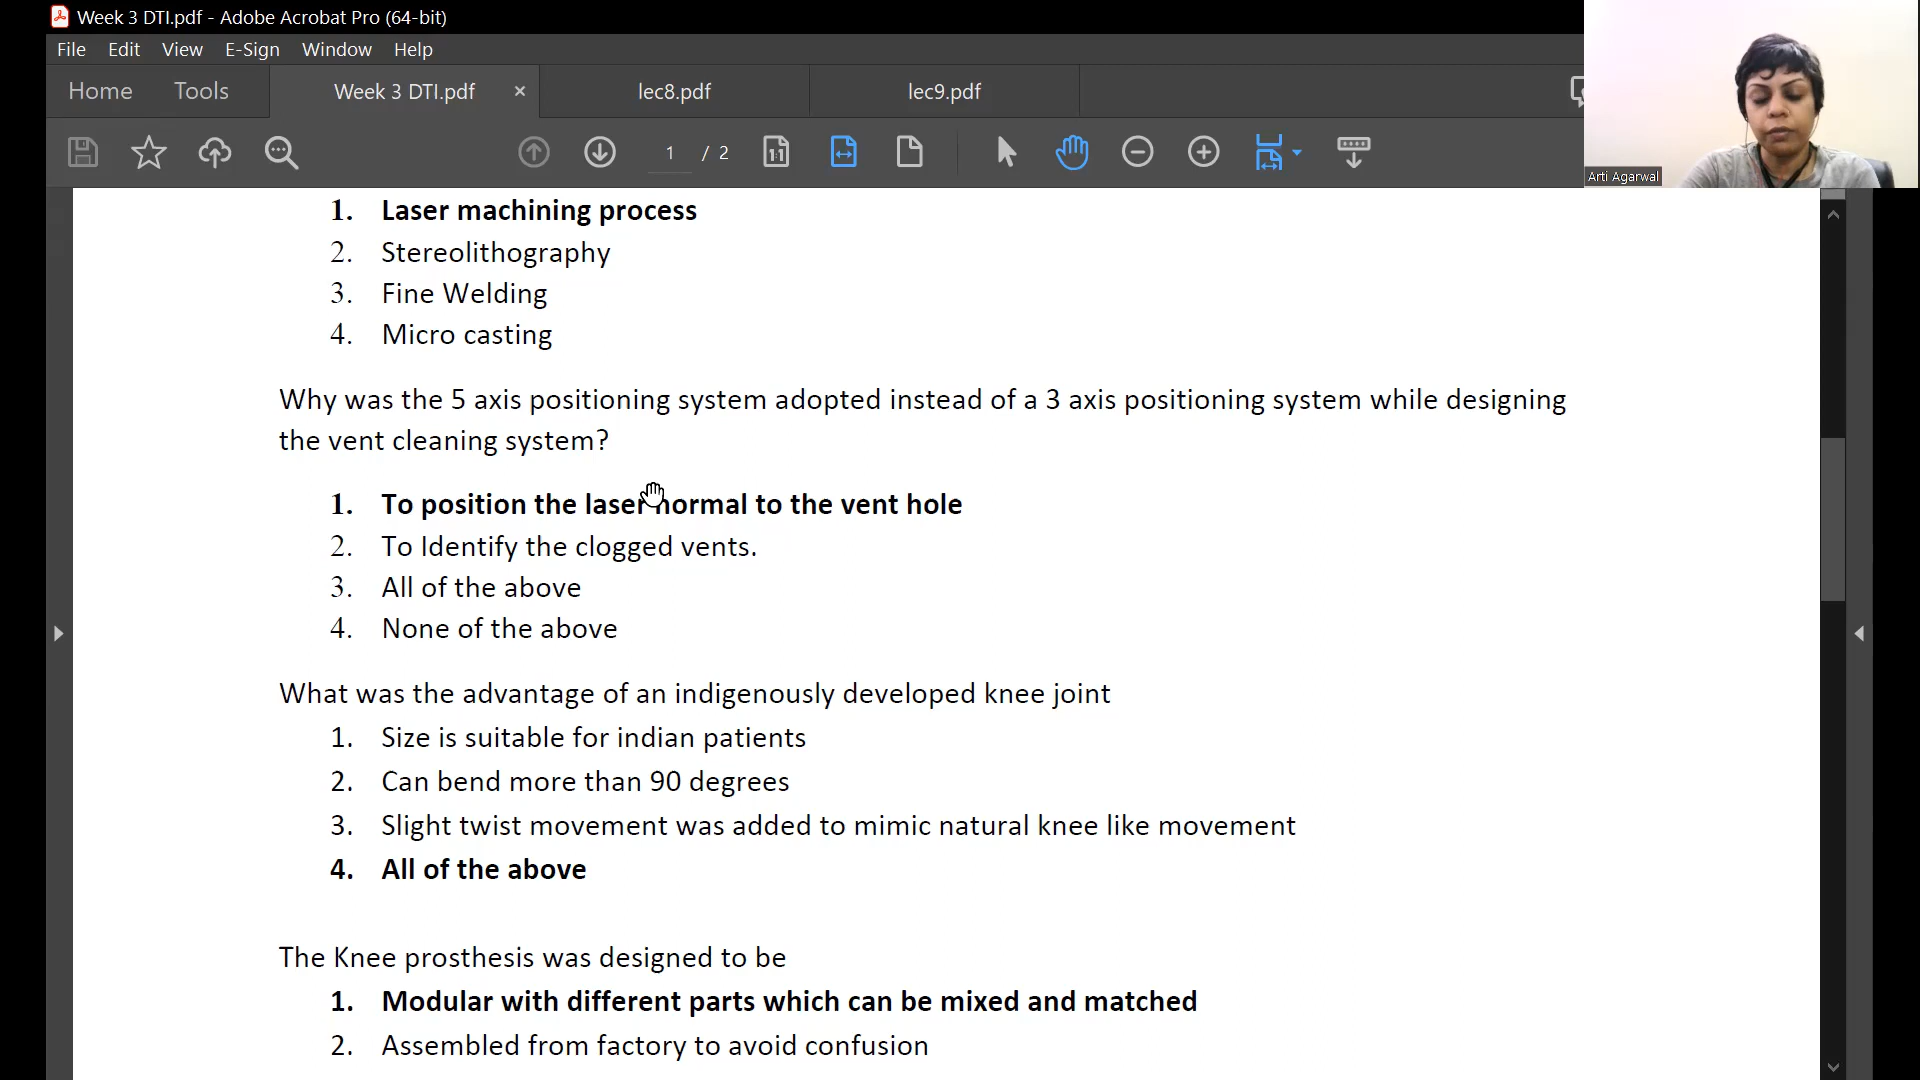 Week 3 DTI.pdf - Adobe Acrobat Pro (64-bit)
File Edit View E-Sign Window Help
Home Tools Week 3 DTI.pdf × lec8.pdf lec9.pdf
1 / 2 1:1
Arti Agarwal
1. Laser machining process
2. Stereolithography
3. Fine Welding
4. Micro casting
Why was the 5 axis positioning system adopted instead of a 3 axis positioning system while designing
the vent cleaning system?
1. To position the laser normal to the vent hole
2. To Identify the clogged vents.
3. All of the above
4. None of the above
What was the advantage of an indigenously developed knee joint
1. Size is suitable for indian patients
2. Can bend more than 90 degrees
3. Slight twist movement was added to mimic natural knee like movement
4. All of the above
The Knee prosthesis was designed to be
1. Modular with different parts which can be mixed and matched
2. Assembled from factory to avoid confusion